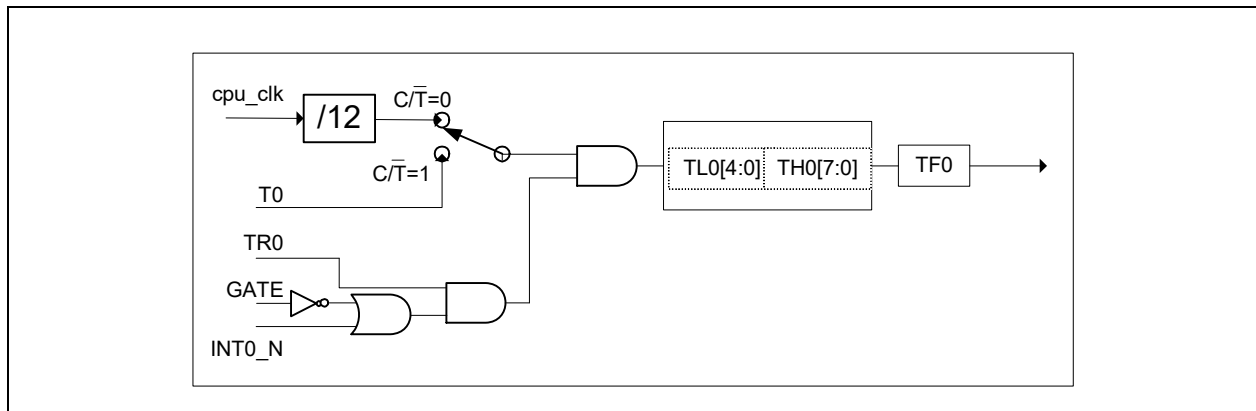 cpu_clk
/12
C/T̅=0
C/T̅=1
T0
TL0[4:0] TH0[7:0]
TF0
TR0
GATE
INT0_N